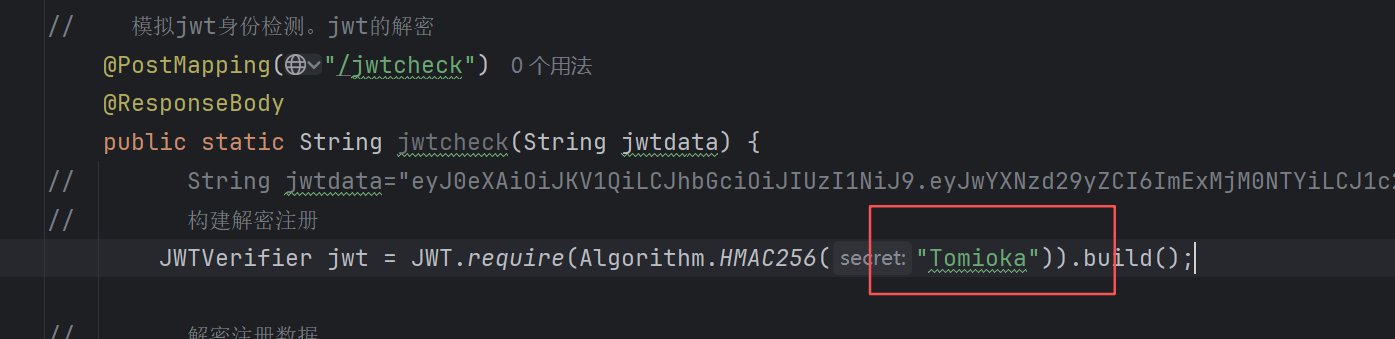 // 模拟jwt身份检测。jwt的解密
@PostMapping("/jwtcheck") 0 个用法
@ResponseBody
public static String jwtcheck(String jwtdata) {
// String jwtdata="eyJ0eXAiOiJKV1QiLCJhbGciOiJIUzI1NiJ9.eyJwYXNzd29yZCI6ImExMjM0NTYiLCJ1c2
// 构建解密注册
JWTVerifier jwt = JWT.require(Algorithm.HMAC256( secret: "Tomioka")).build();
// 解密注册数据